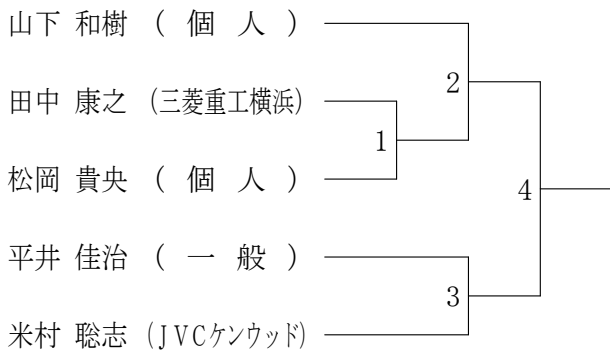 山下 和樹 ( 個 人 )
2
田中 康之 (三菱重工横浜)
1
松岡 貴央 ( 個 人 )
4
平井 佳治 ( 一 般 )
3
米村 聡志 (JVCケンウッド)